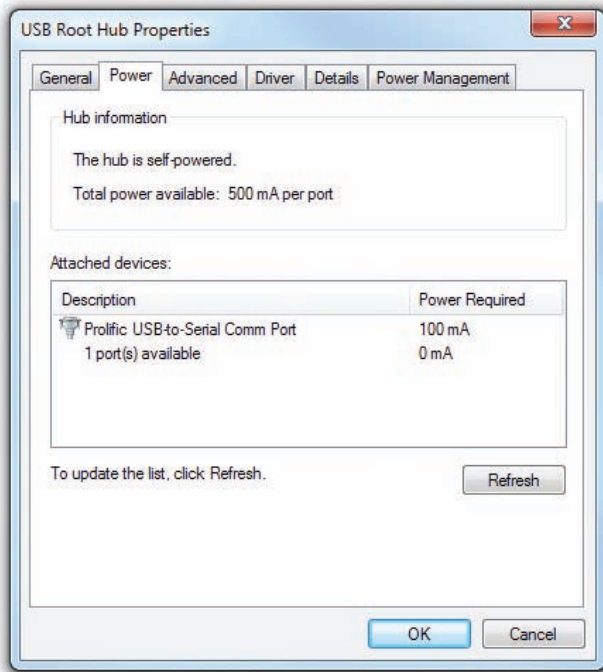 USB Root Hub Properties
General Power Advanced Driver Details Power Management
Hub information
The hub is self-powered.
Total power available: 500 mA per port
Attached devices:
Description Power Required
Prolific USB-to-Serial Comm Port 100 mA
1 port(s) available 0 mA
To update the list, click Refresh. Refresh
OK Cancel